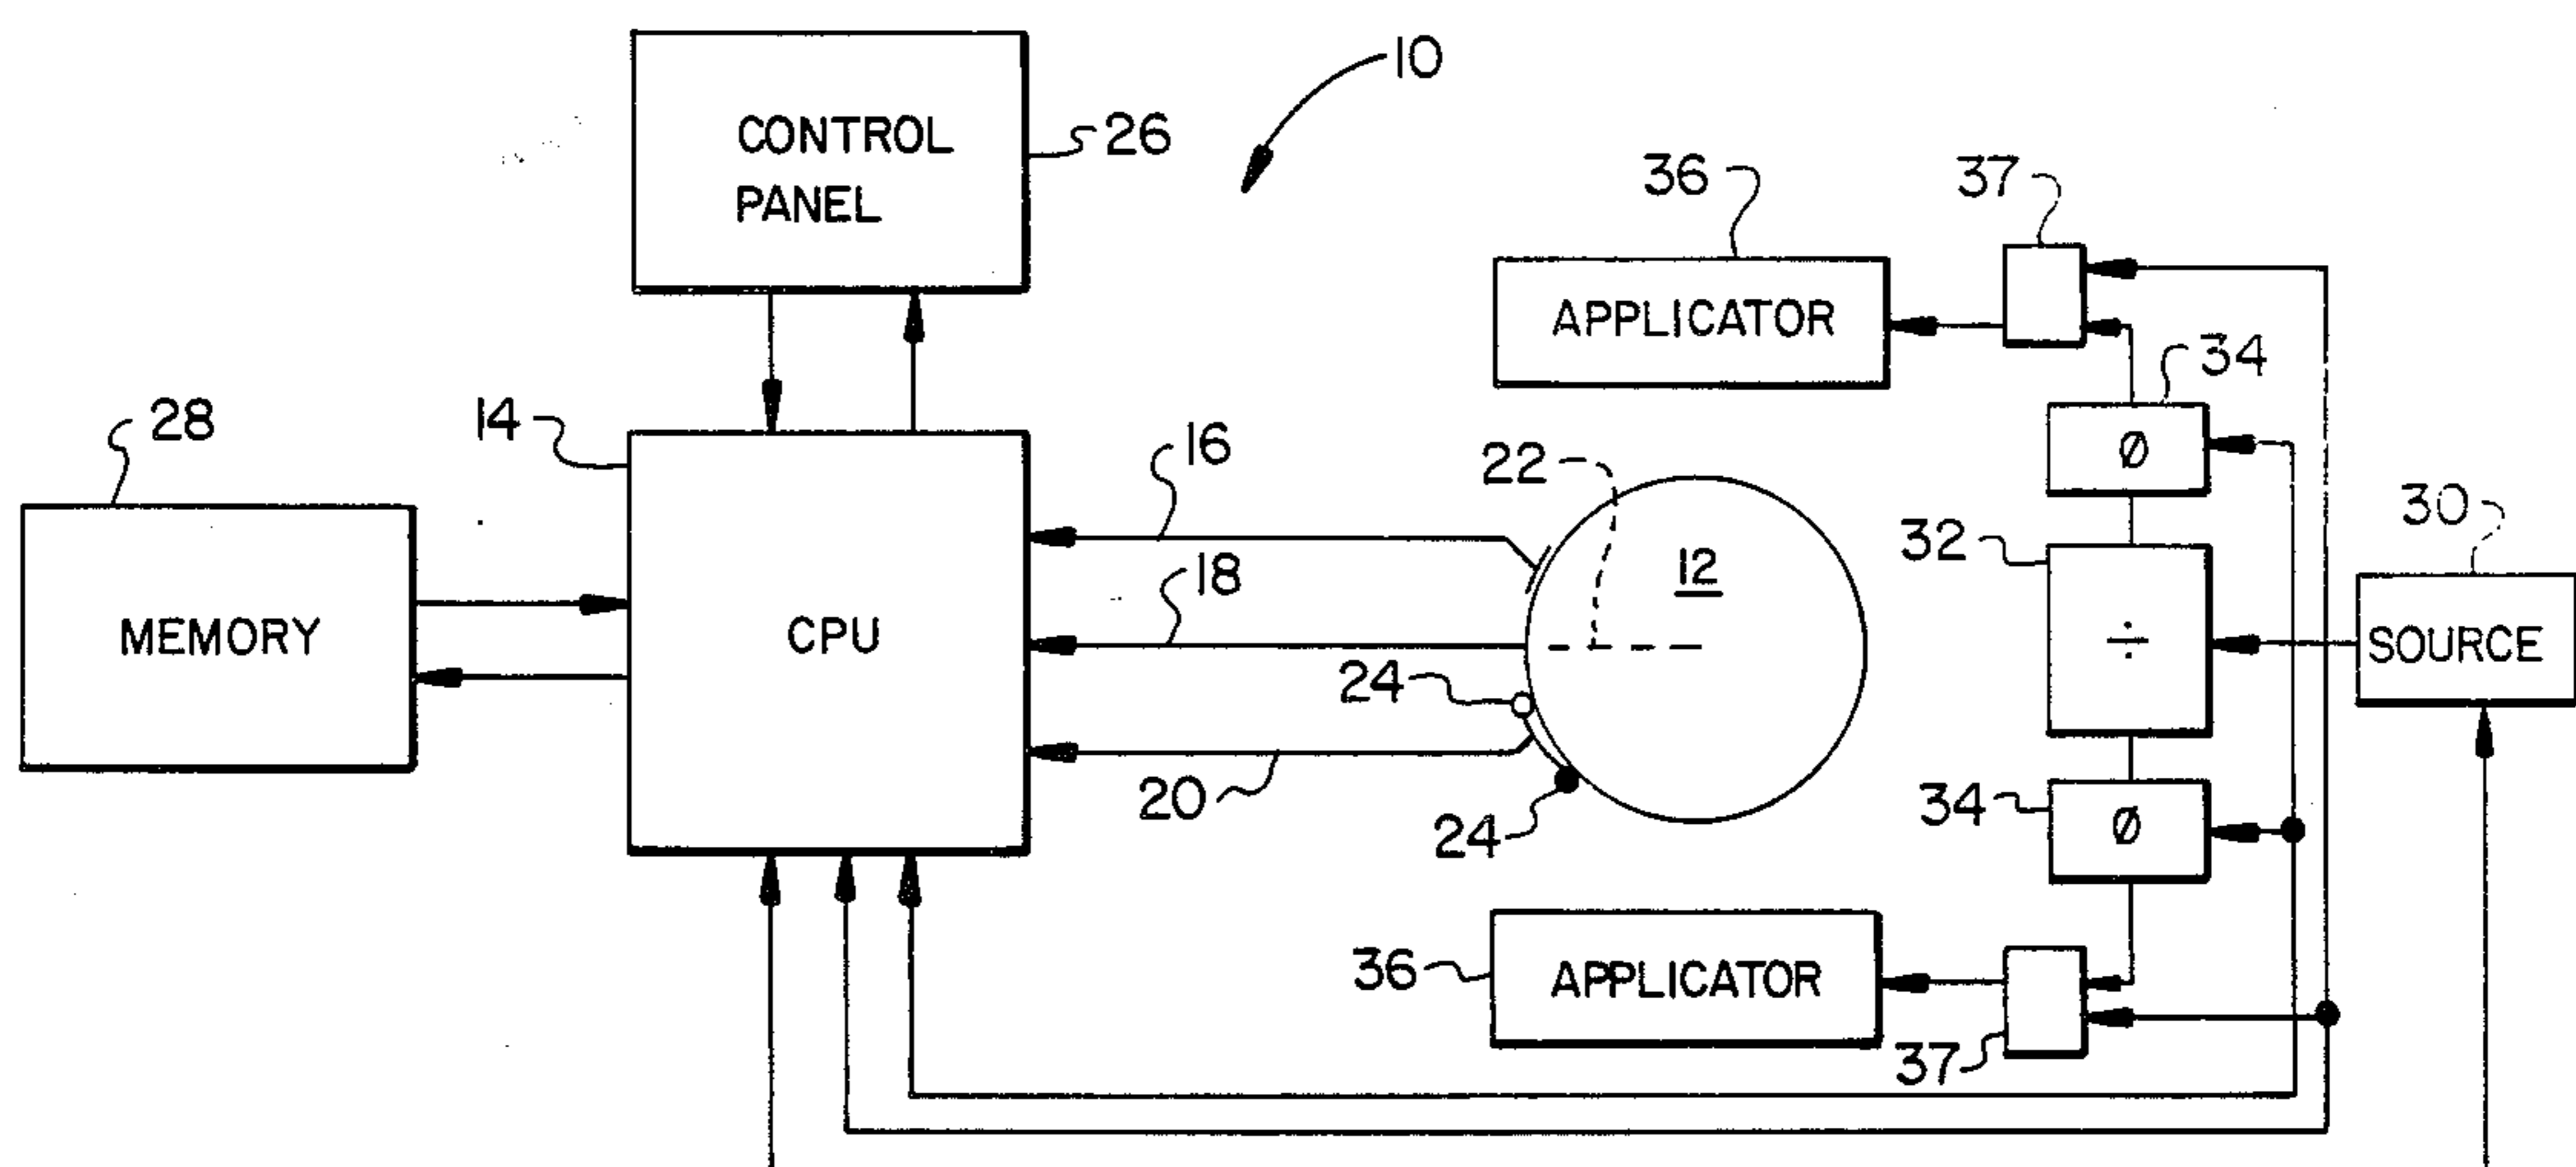 10
CONTROL
PANEL
26
36
37
APPLICATOR
34
Ø
28
14
16
22
12
32
30
MEMORY
CPU
18
÷
SOURCE
24
20
24
34
Ø
36
APPLICATOR
37